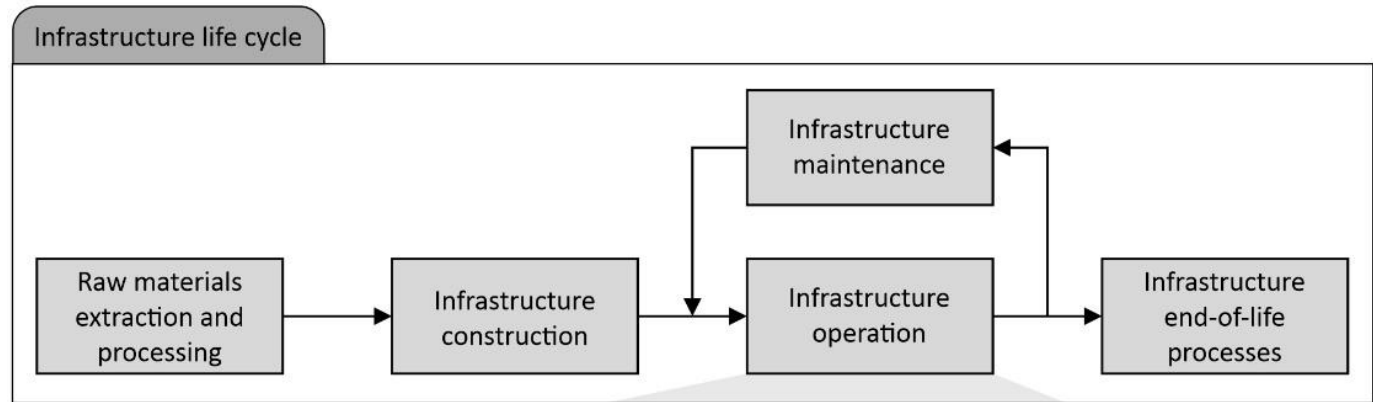 Infrastructure life cycle
Infrastructure
maintenance
Raw materials
extraction and
processing
Infrastructure
construction
Infrastructure
operation
Infrastructure
end-of-life
processes